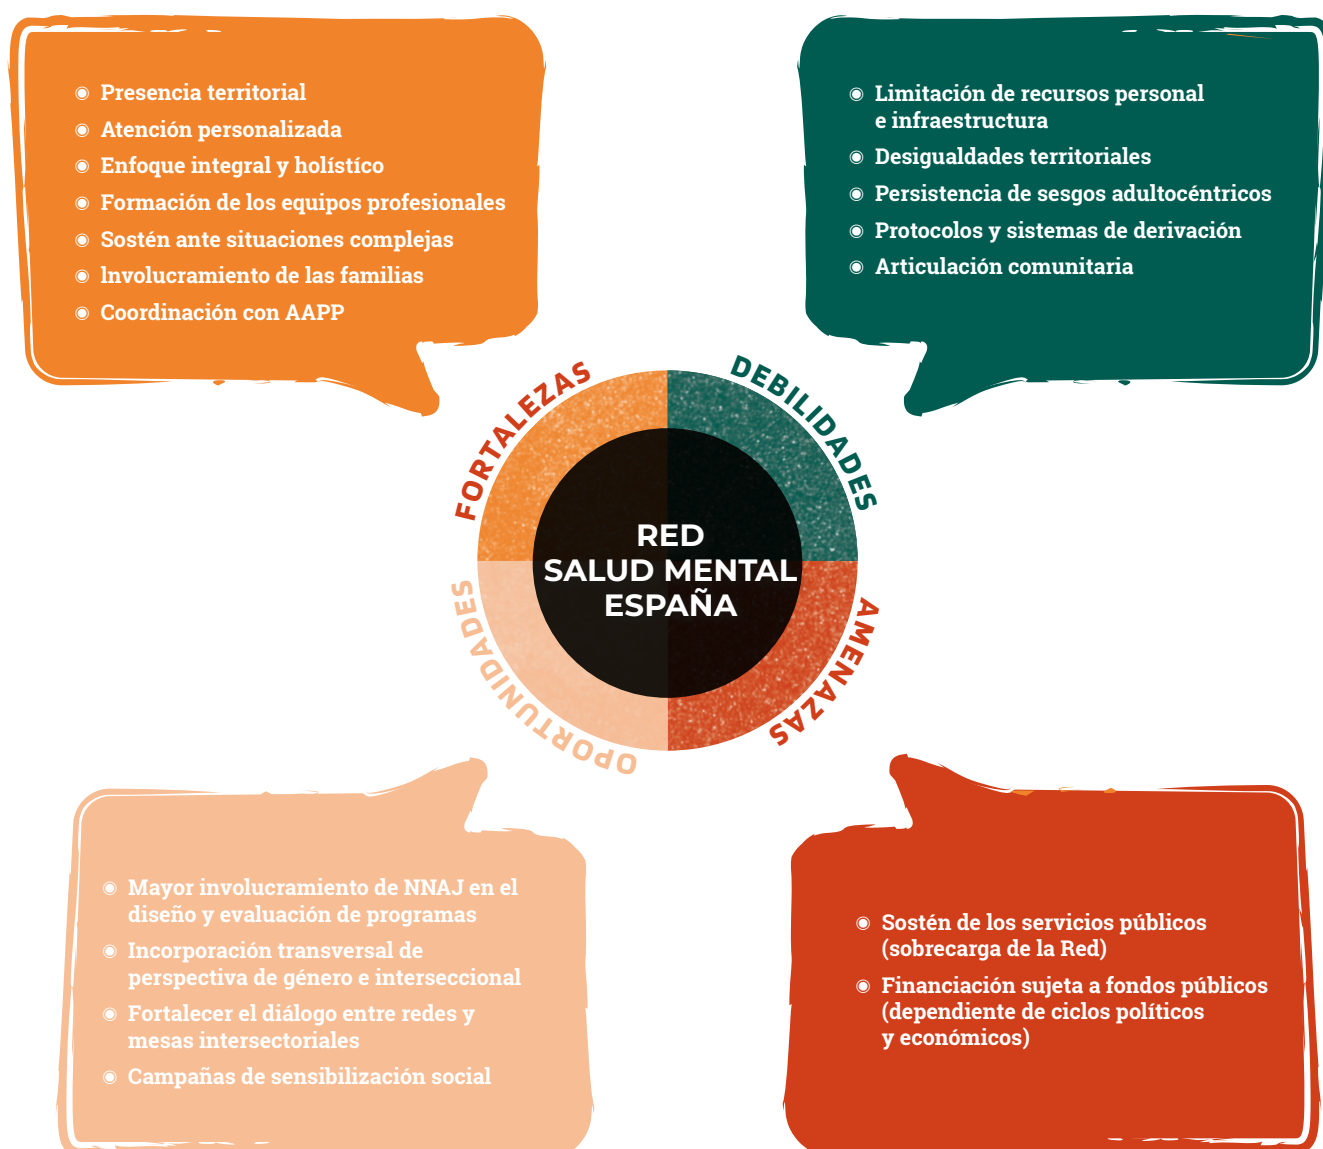 Presencia territorial
Atención personalizada
Enfoque integral y holístico
Formación de los equipos profesionales
Sostén ante situaciones complejas
Involucramiento de las familias
Coordinación con AAPP
Limitación de recursos personal
e infraestructura
Desigualdades territoriales
Persistencia de sesgos adultocéntricos
Protocolos y sistemas de derivación
Articulación comunitaria
FORTALEZAS
DEBILIDADES
RED
SALUD MENTAL
ESPAÑA
OPORTUNIDADES
AMENAZAS
Mayor involucramiento de NNAJ en el
diseño y evaluación de programas
Incorporación transversal de
perspectiva de género e interseccional
Fortalecer el diálogo entre redes y
mesas intersectoriales
Campañas de sensibilización social
Sostén de los servicios públicos
(sobrecarga de la Red)
Financiación sujeta a fondos públicos
(dependiente de ciclos políticos
y económicos)